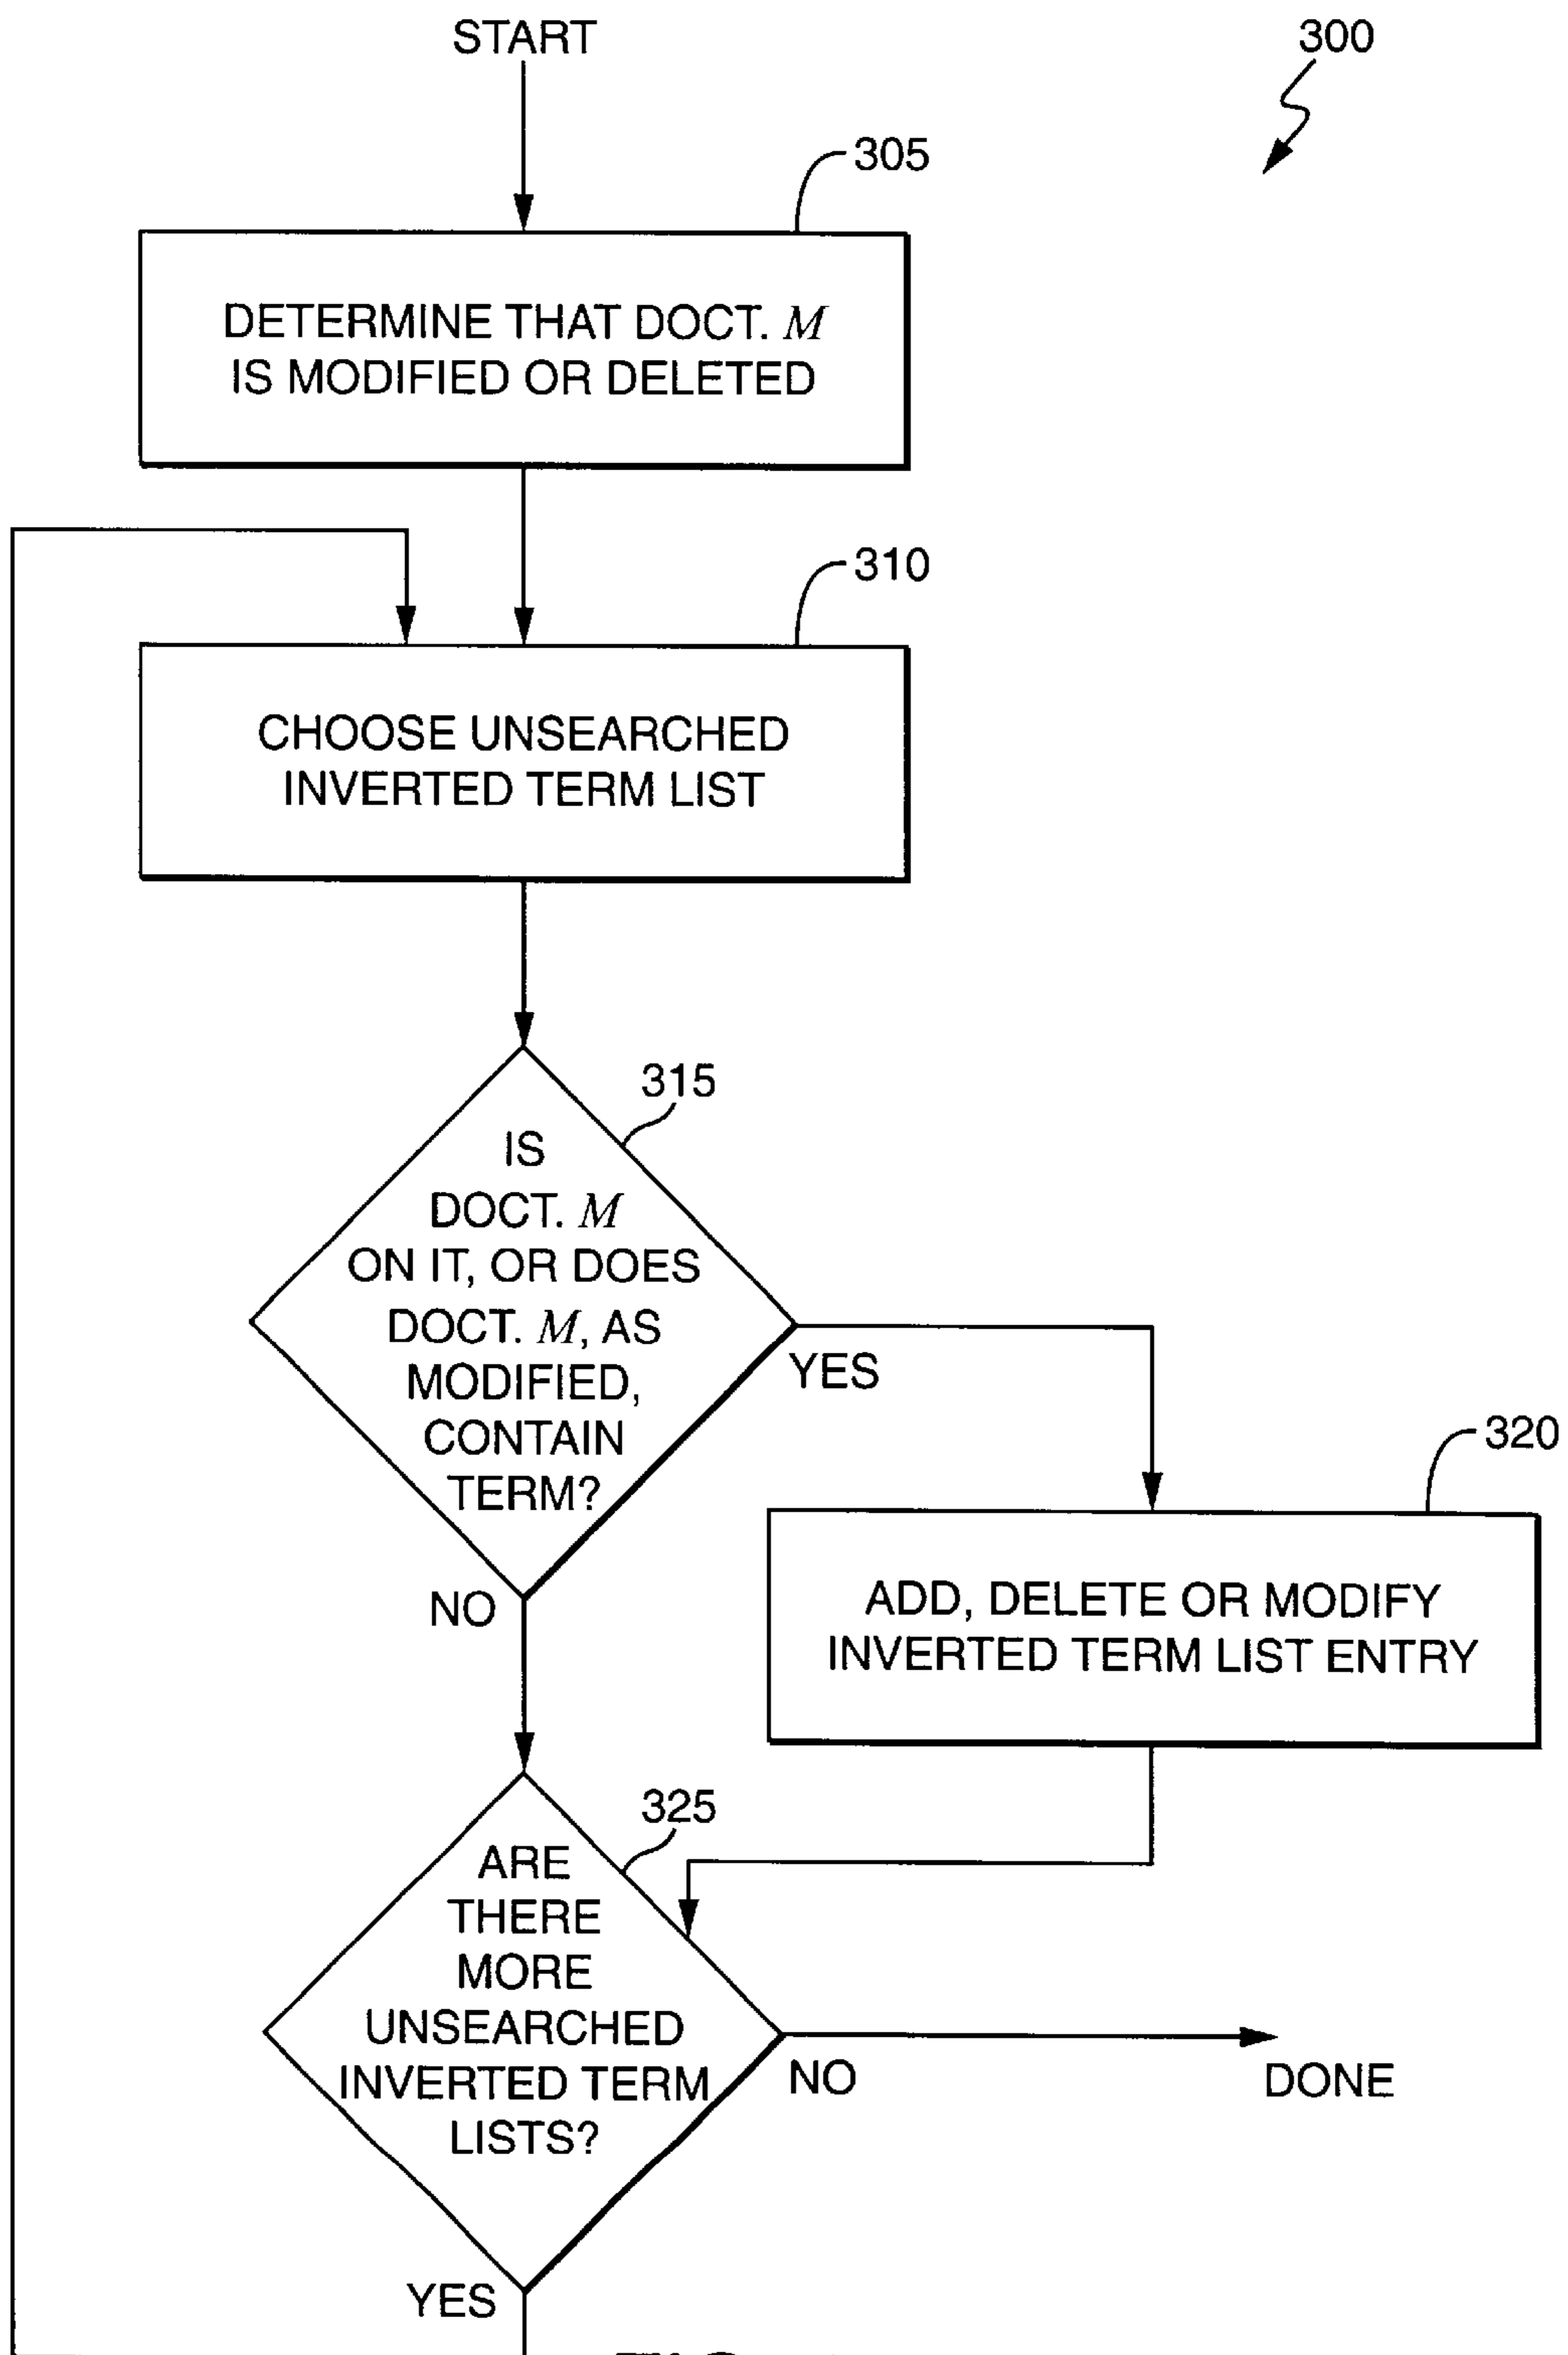 START
300
305
DETERMINE THAT DOCT. M
IS MODIFIED OR DELETED
310
CHOOSE UNSEARCHED
INVERTED TERM LIST
315
IS
DOCT. M
ON IT, OR DOES
DOCT. M, AS
MODIFIED,
CONTAIN
TERM?
YES
320
ADD, DELETE OR MODIFY
INVERTED TERM LIST ENTRY
NO
325
ARE
THERE
MORE
UNSEARCHED
INVERTED TERM
LISTS?
NO
DONE
YES